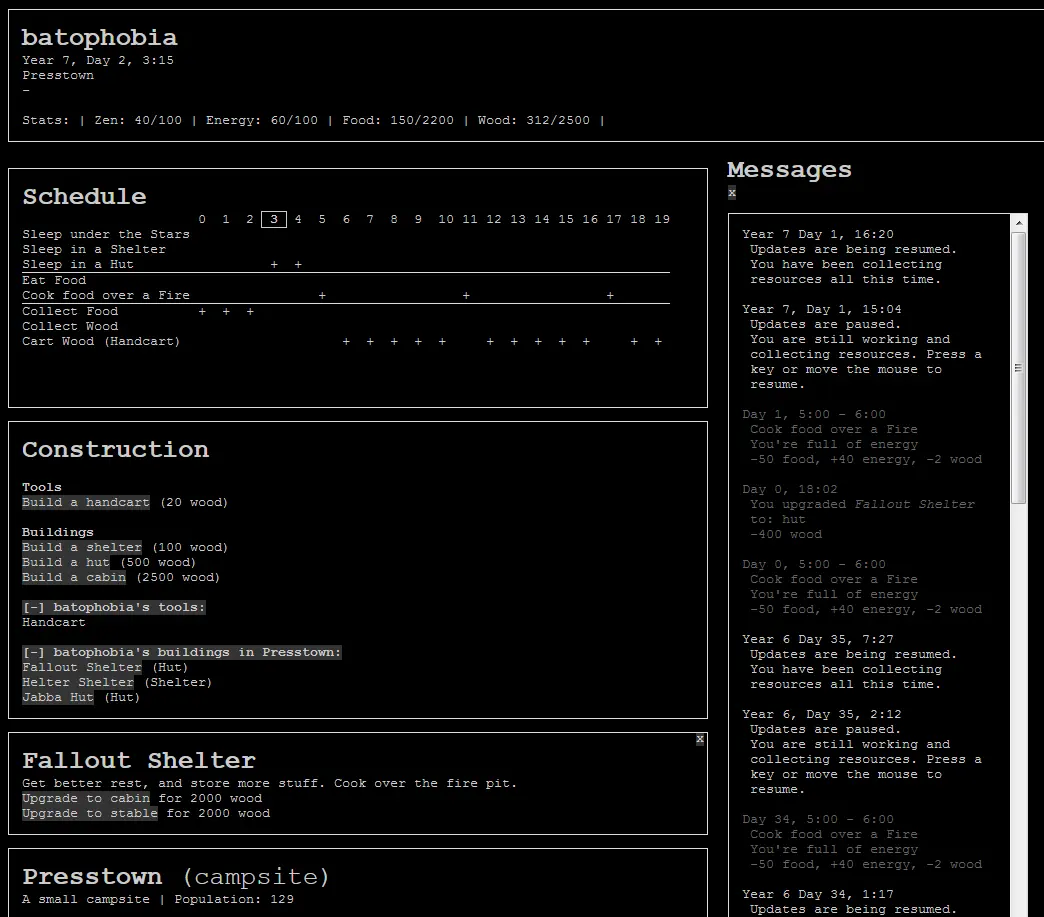 batophobia
Year 7, Day 2, 3:15
Presstown
-
Stats: | Zen: 40/100 | Energy: 60/100 | Food: 150/2200 | Wood: 312/2500 |
Schedule
0 1 2 3 4 5 6 7 8 9 10 11 12 13 14 15 16 17 18 19
Sleep under the Stars
Sleep in a Shelter
Sleep in a Hut + +
Eat Food
Cook food over a Fire + + +
Collect Food + + +
Collect Wood
Cart Wood (Handcart) + + + + + + + + + + + +
Construction
Tools
Build a handcart (20 wood)
Buildings
Build a shelter (100 wood)
Build a hut (500 wood)
Build a cabin (2500 wood)
[-] batophobia's tools:
Handcart
[-] batophobia's buildings in Presstown:
Fallout Shelter (Hut)
Helter Shelter (Shelter)
Jabba Hut (Hut)
x
Fallout Shelter
Get better rest, and store more stuff. Cook over the fire pit.
Upgrade to cabin for 2000 wood
Upgrade to stable for 2000 wood
Presstown (campsite)
A small campsite | Population: 129
Messages
x
Year 7 Day 1, 16:20
Updates are being resumed.
You have been collecting
resources all this time.
Year 7, Day 1, 15:04
Updates are paused.
You are still working and
collecting resources. Press a
key or move the mouse to
resume.
Day 1, 5:00 - 6:00
Cook food over a Fire
You're full of energy
-50 food, +40 energy, -2 wood
Day 0, 18:02
You upgraded Fallout Shelter
to: hut
-400 wood
Day 0, 5:00 - 6:00
Cook food over a Fire
You're full of energy
-50 food, +40 energy, -2 wood
Year 6 Day 35, 7:27
Updates are being resumed.
You have been collecting
resources all this time.
Year 6, Day 35, 2:12
Updates are paused.
You are still working and
collecting resources. Press a
key or move the mouse to
resume.
Day 34, 5:00 - 6:00
Cook food over a Fire
You're full of energy
-50 food, +40 energy, -2 wood
Year 6 Day 34, 1:17
Updates are being resumed.